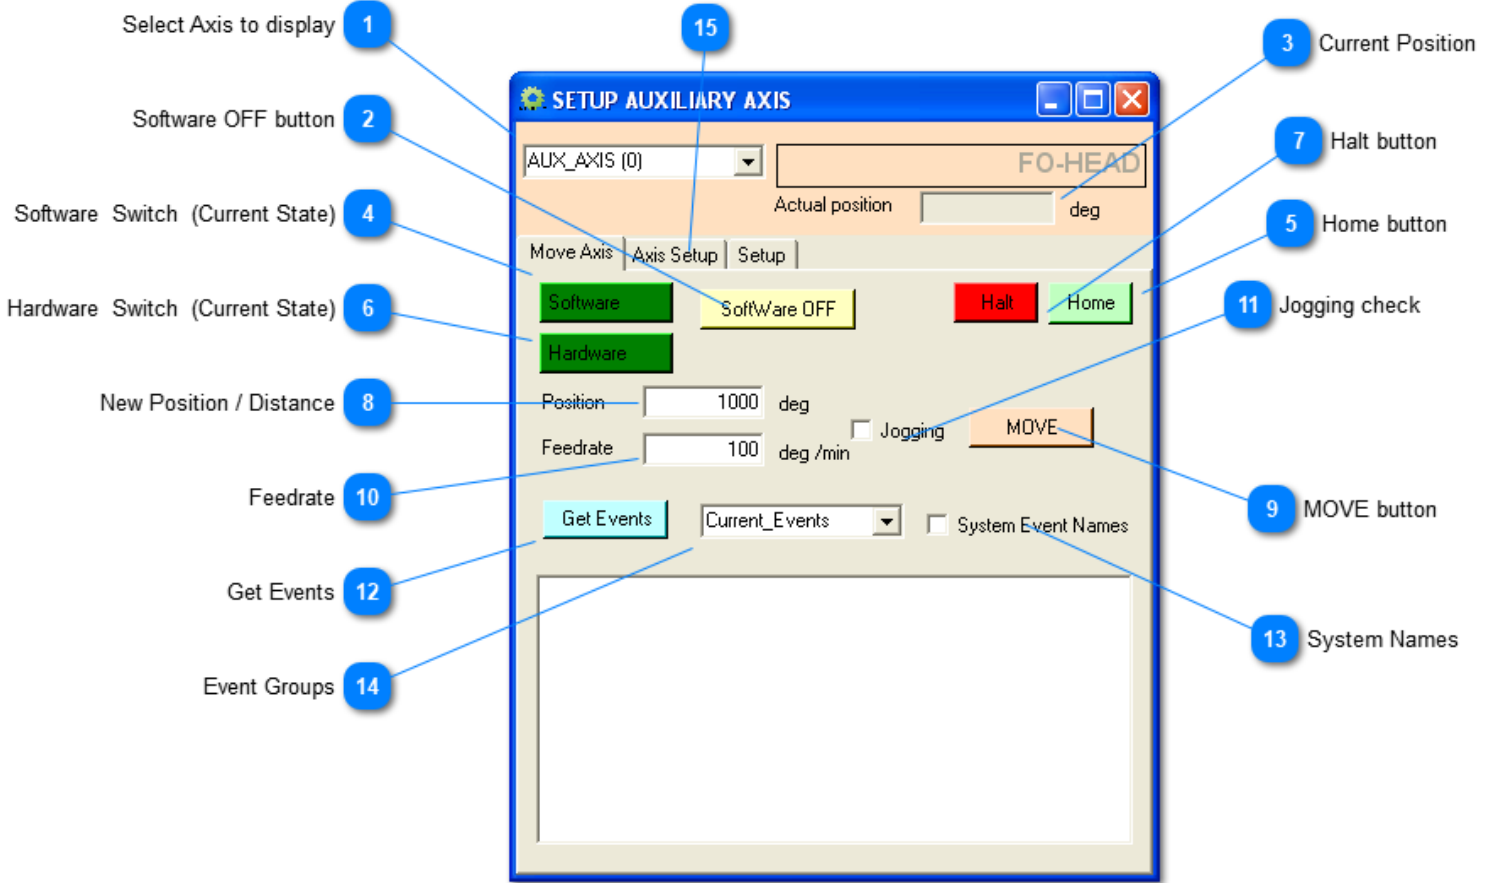 Select Axis to display 1
15
3 Current Position
SETUP AUXILIARY AXIS
Software OFF button 2
7 Halt button
AUX_AXIS (0)
FO-HEAD
Actual position
deg
Software Switch (Current State) 4
5 Home button
Move Axis
Axis Setup
Setup
Hardware Switch (Current State) 6
Software
SoftWare OFF
Halt
Home
11 Jogging check
Hardware
New Position / Distance 8
Position
1000
deg
Jogging
MOVE
Feedrate
100
deg /min
Feedrate 10
9 MOVE button
Get Events
Current_Events
System Event Names
Get Events 12
13 System Names
Event Groups 14